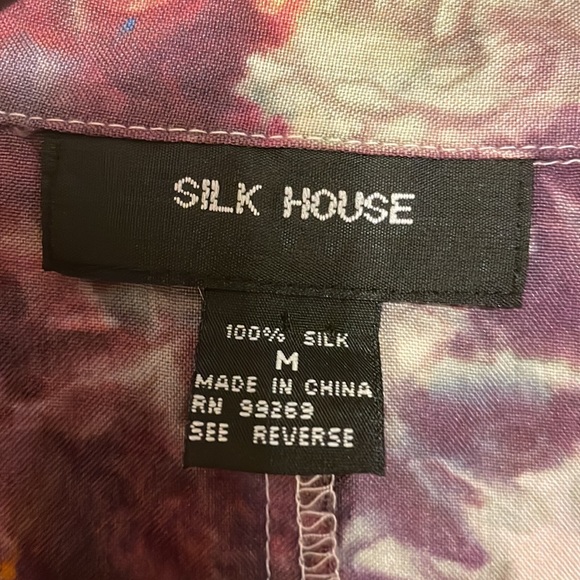 SILK HOUSE
100% SILK
M
MADE IN CHINA
RN 99269
SEE REVERSE